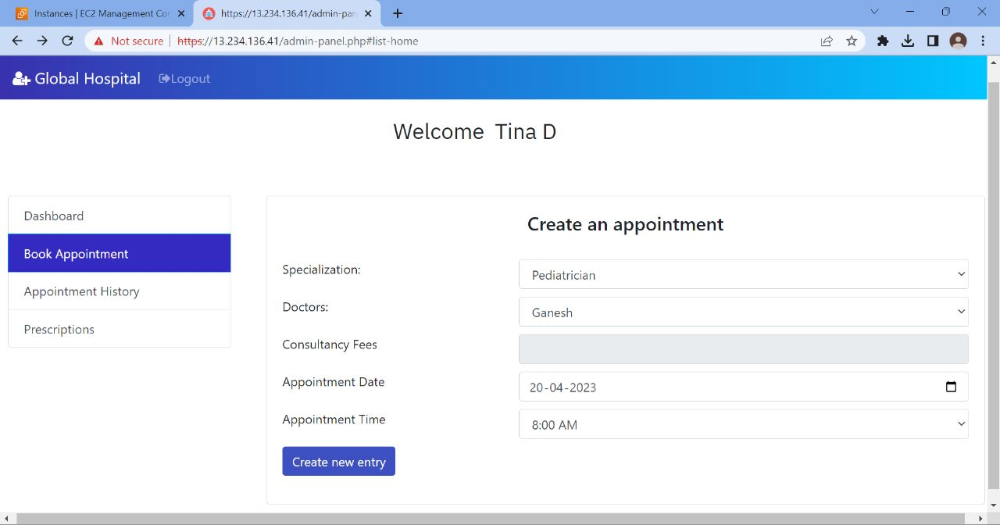 Instances | EC2 Management Con
https://13.234.136.41/admin-pan
Not secure
https://13.234.136.41/admin-panel.php#list-home
Global Hospital
Logout
Welcome Tina D
Dashboard
Book Appointment
Appointment History
Prescriptions
Create an appointment
Specialization:
Pediatrician
Doctors:
Ganesh
Consultancy Fees
Appointment Date
20-04-2023
Appointment Time
8:00 AM
Create new entry